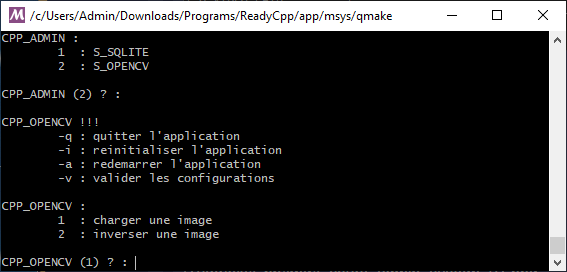 /c/Users/Admin/Downloads/Programs/ReadyCpp/app/msys/qmake
CPP_ADMIN :
1 : S_SQLITE
2 : S_OPENCV
CPP_ADMIN (2) ? :
CPP_OPENCV !!!
-q : quitter l'application
-i : reinitialiser l'application
-a : redemarrer l'application
-v : valider les configurations
CPP_OPENCV :
1 : charger une image
2 : inverser une image
CPP_OPENCV (1) ? :